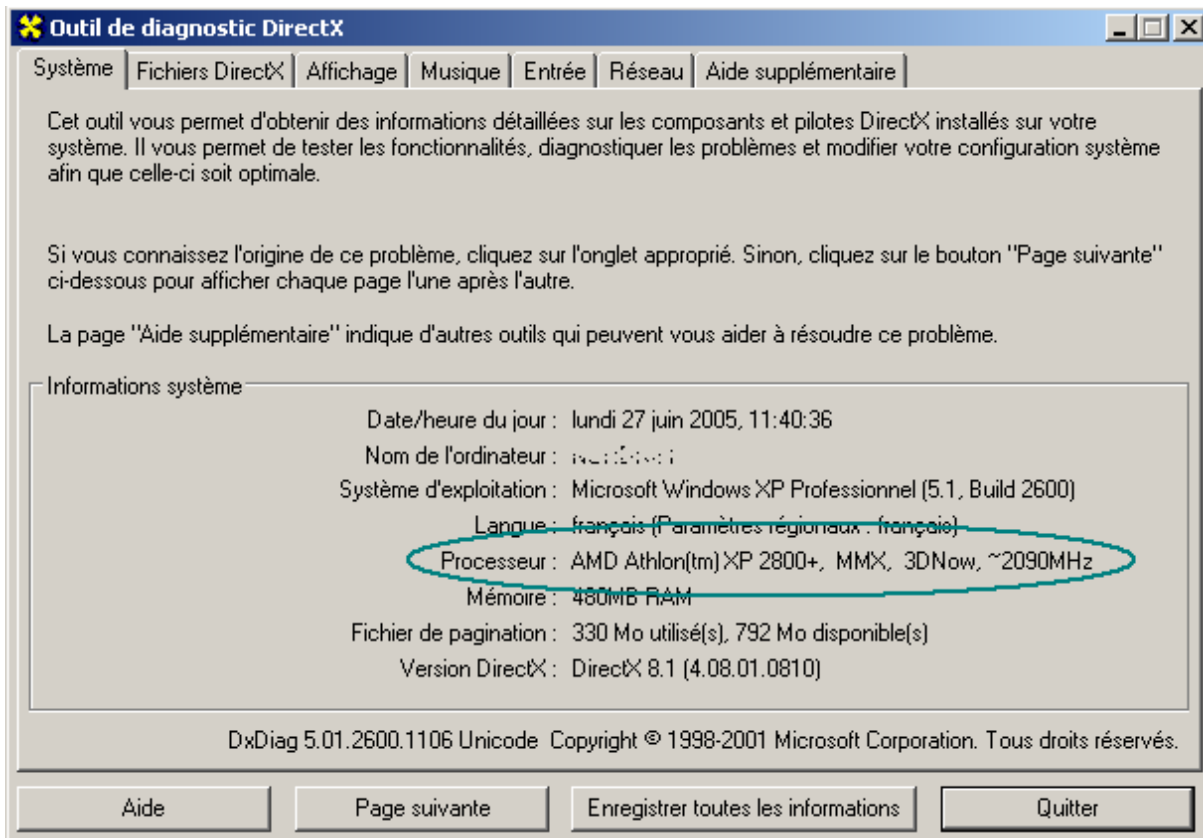 Outil de diagnostic DirectX
Système Fichiers DirectX Affichage Musique Entrée Réseau Aide supplémentaire
Cet outil vous permet d'obtenir des informations détaillées sur les composants et pilotes DirectX installés sur votre
système. Il vous permet de tester les fonctionnalités, diagnostiquer les problèmes et modifier votre configuration système
afin que celle-ci soit optimale.
Si vous connaissez l'origine de ce problème, cliquez sur l'onglet approprié. Sinon, cliquez sur le bouton "Page suivante"
ci-dessous pour afficher chaque page l'une après l'autre.
La page "Aide supplémentaire" indique d'autres outils qui peuvent vous aider à résoudre ce problème.
Informations système
Date/heure du jour : lundi 27 juin 2005, 11:40:36
Nom de l'ordinateur :
Système d'exploitation : Microsoft Windows XP Professionnel (5.1, Build 2600)
Langue : français (Paramètres régionaux : français)
Processeur : AMD Athlon(tm) XP 2800+, MMX, 3DNow, ~2090MHz
Mémoire : 480MB RAM
Fichier de pagination : 330 Mo utilisé(s), 792 Mo disponible(s)
Version DirectX : DirectX 8.1 (4.08.01.0810)
DxDiag 5.01.2600.1106 Unicode Copyright © 1998-2001 Microsoft Corporation. Tous droits réservés.
Aide Page suivante Enregistrer toutes les informations Quitter